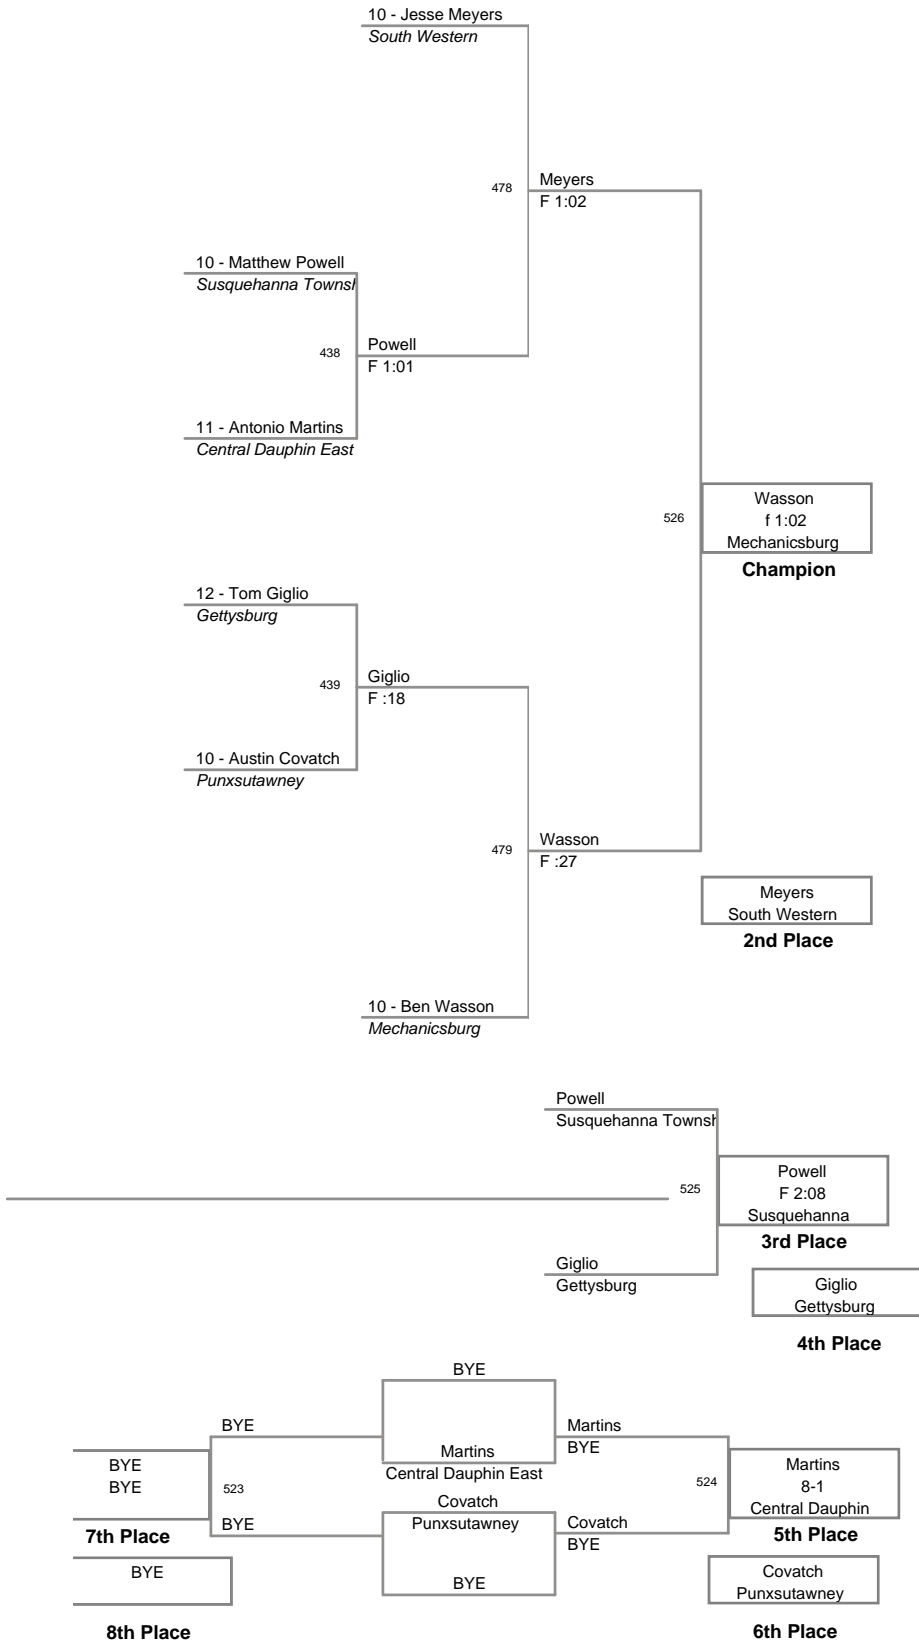 10 - Jesse Meyers
South Western
478
Meyers
F 1:02
10 - Matthew Powell
Susquehanna Townsh
438
Powell
F 1:01
11 - Antonio Martins
Central Dauphin East
526
Wasson
f 1:02
Mechanicsburg
Champion
12 - Tom Giglio
Gettysburg
439
Giglio
F :18
10 - Austin Covatch
Punxsutawney
479
Wasson
F :27
Meyers
South Western
2nd Place
10 - Ben Wasson
Mechanicsburg
Powell
Susquehanna Townsh
525
Powell
F 2:08
Susquehanna
3rd Place
Giglio
Gettysburg
Giglio
Gettysburg
4th Place
BYE
BYE
Martins
BYE
Martins
Central Dauphin East
BYE
BYE
523
524
Martins
8-1
Central Dauphin
Covatch
Punxsutawney
BYE
Covatch
BYE
7th Place
5th Place
BYE
BYE
Covatch
Punxsutawney
8th Place
6th Place